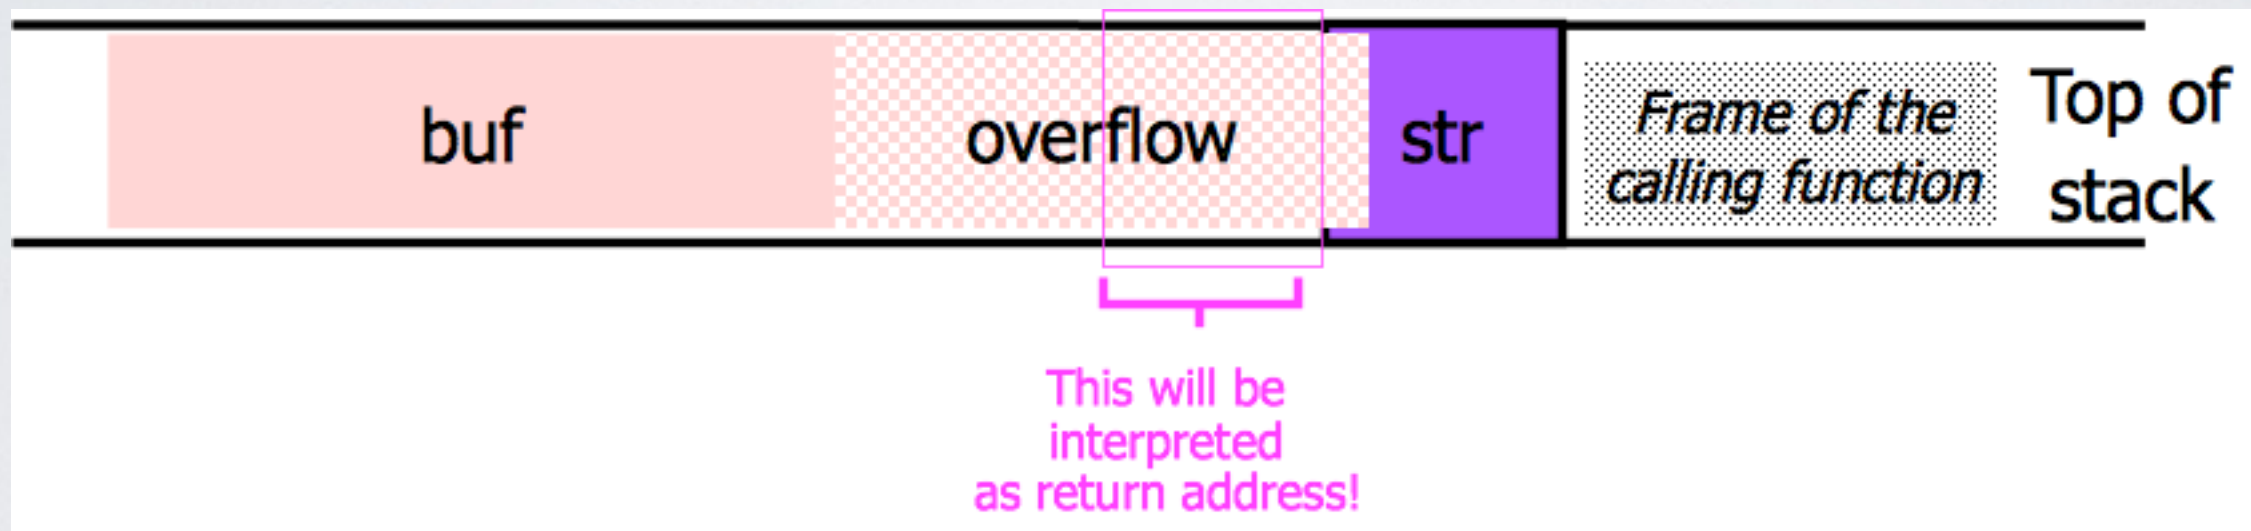 buf
overflow
str
Frame of the
calling function
Top of
stack
This will be
interpreted
as return address!